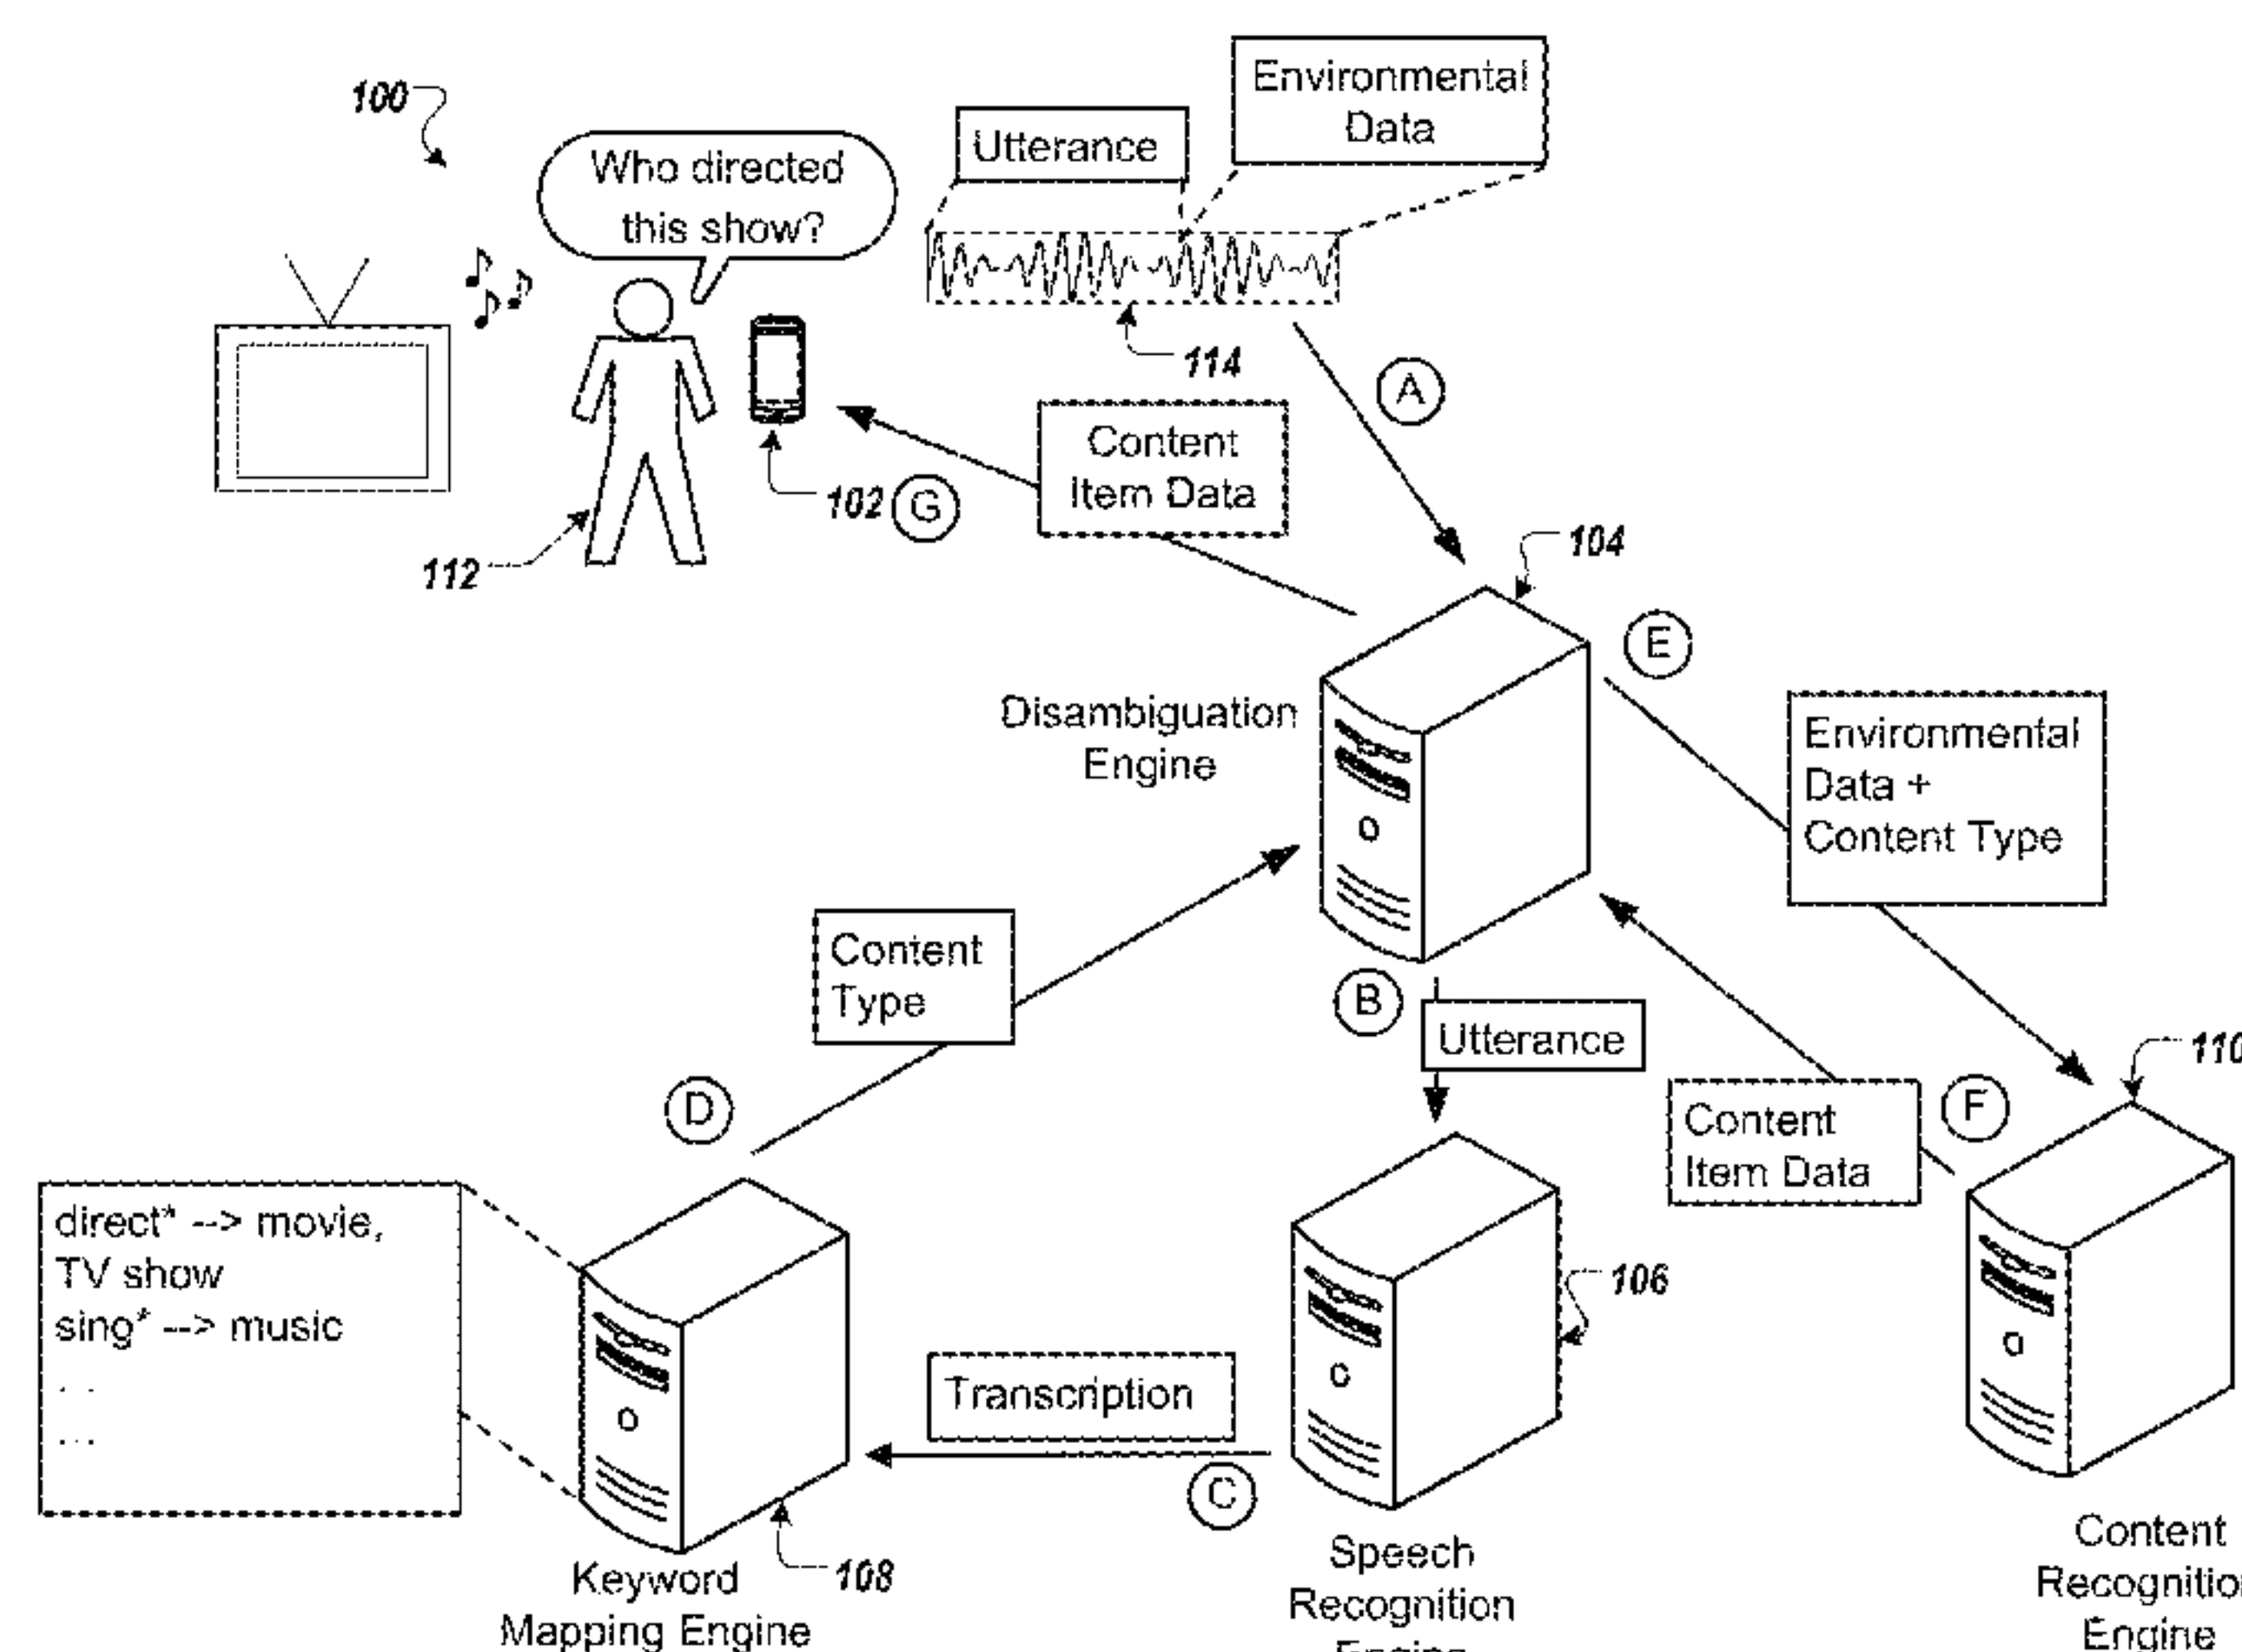 100
Who directed
this show?
Utterance
Environmental
Data
114
A
102
G
Content
Item Data
112
104
E
Disambiguation
Engine
Environmental
Data +
Content Type
Content
Type
B
Utterance
D
110
Content
Item Data
F
direct* --> movie,
TV show
sing* --> music
...
...
106
Transcription
C
108
Keyword
Mapping Engine
Speech
Recognition
Content
Engine